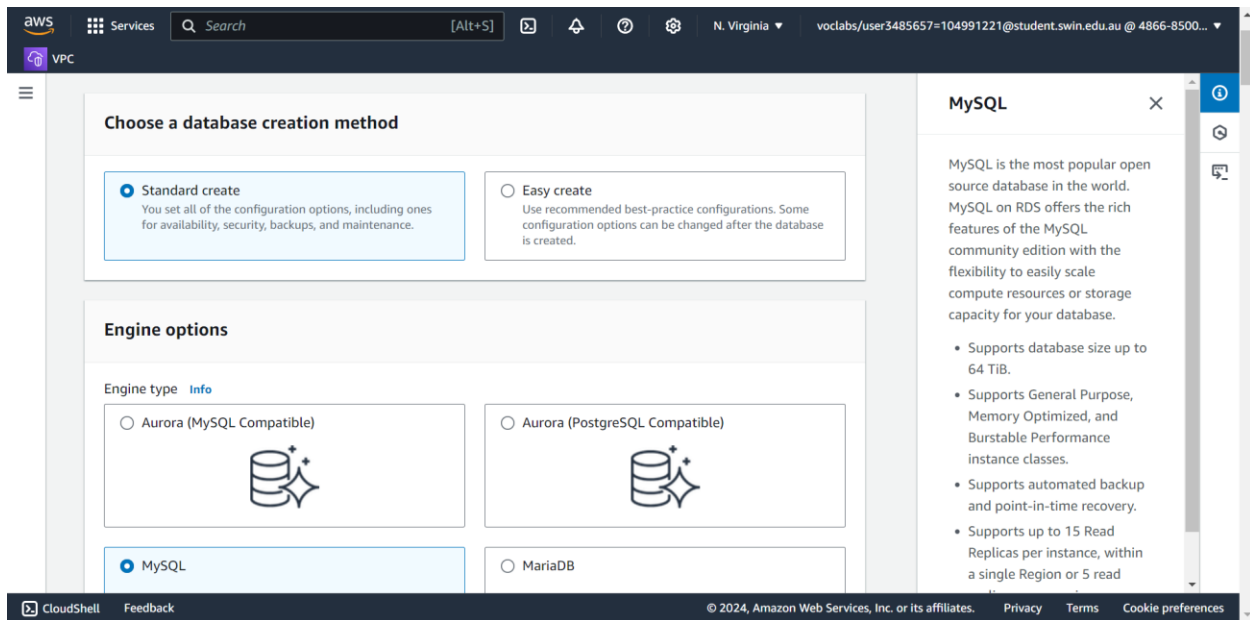 aws
Services
Search
[Alt+S]
N. Virginia
voclabs/user3485657=104991221@student.swin.edu.au @ 4866-8500...
VPC
Choose a database creation method
Standard create
You set all of the configuration options, including ones
for availability, security, backups, and maintenance.
Easy create
Use recommended best-practice configurations. Some
configuration options can be changed after the database
is created.
Engine options
Engine type Info
Aurora (MySQL Compatible)
Aurora (PostgreSQL Compatible)
MySQL
MariaDB
MySQL
MySQL is the most popular open
source database in the world.
MySQL on RDS offers the rich
features of the MySQL
community edition with the
flexibility to easily scale
compute resources or storage
capacity for your database.
• Supports database size up to
64 TiB.
• Supports General Purpose,
Memory Optimized, and
Burstable Performance
instance classes.
• Supports automated backup
and point-in-time recovery.
• Supports up to 15 Read
Replicas per instance, within
a single Region or 5 read
CloudShell
Feedback
© 2024, Amazon Web Services, Inc. or its affiliates.
Privacy
Terms
Cookie preferences